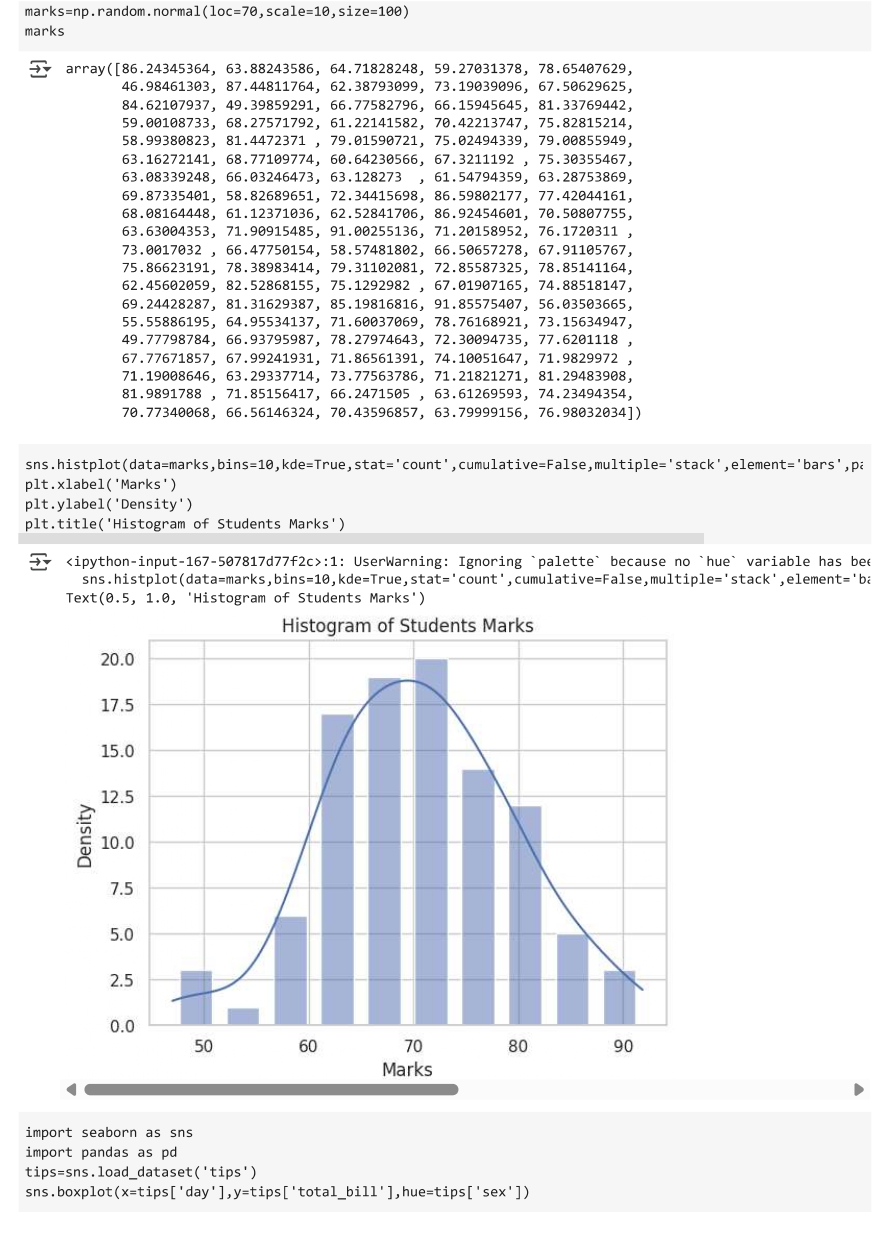 marks=np.random.normal(loc=70,scale=10,size=100)
marks
array([86.24345364, 63.88243586, 64.71828248, 59.27031378, 78.65407629,
46.98461303, 87.44811764, 62.38793099, 73.19039096, 67.50629625,
84.62107937, 49.39859291, 66.77582796, 66.15945645, 81.33769442,
59.00108733, 68.27571792, 61.22141582, 70.42213747, 75.82815214,
58.99380823, 81.4472371 , 79.01590721, 75.02494339, 79.00855949,
63.16272141, 68.77109774, 60.64230566, 67.3211192 , 75.30355467,
63.08339248, 66.03246473, 63.128273  , 61.54794359, 63.28753869,
69.87335401, 58.82689651, 72.34415698, 86.59802177, 77.42044161,
68.08164448, 61.12371036, 62.52841706, 86.92454601, 70.50807755,
63.63004353, 71.90915485, 91.00255136, 71.20158952, 76.1720311 ,
73.0017032 , 66.47750154, 58.57481802, 66.50657278, 67.91105767,
75.86623191, 78.38983414, 79.31102081, 72.85587325, 78.85141164,
62.45602059, 82.52868155, 75.1292982 , 67.01907165, 74.88518147,
69.24428287, 81.31629387, 85.19816816, 91.85575407, 56.03503665,
55.55886195, 64.95534137, 71.60037069, 78.76168921, 73.15634947,
49.77798784, 66.93795987, 78.27974643, 72.30094735, 77.6201118 ,
67.77671857, 67.99241931, 71.86561391, 74.10051647, 71.9829972 ,
71.19008646, 63.29337714, 73.77563786, 71.21821271, 81.29483908,
81.9891788 , 71.85156417, 66.2471505 , 63.61269593, 74.23494354,
70.77340068, 66.56146324, 70.43596857, 63.79999156, 76.98032034])
sns.histplot(data=marks,bins=10,kde=True,stat='count',cumulative=False,multiple='stack',element='bars',pa
plt.xlabel('Marks')
plt.ylabel('Density')
plt.title('Histogram of Students Marks')
<ipython-input-167-507817d77f2c>:1: UserWarning: Ignoring `palette` because no `hue` variable has bee
sns.histplot(data=marks,bins=10,kde=True,stat='count',cumulative=False,multiple='stack',element='ba
Text(0.5, 1.0, 'Histogram of Students Marks')
Histogram of Students Marks
20.0
17.5
15.0
12.5
10.0
7.5
5.0
2.5
0.0
Density
50 60 70 80 90
Marks
import seaborn as sns
import pandas as pd
tips=sns.load_dataset('tips')
sns.boxplot(x=tips['day'],y=tips['total_bill'],hue=tips['sex'])